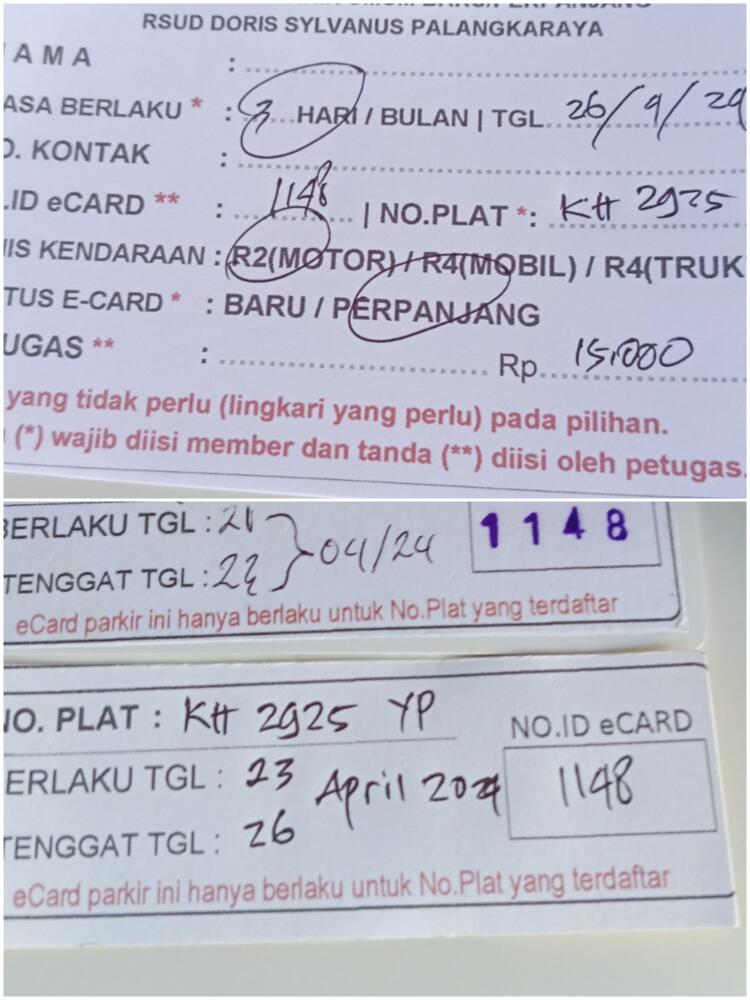 RSUD DORIS SYLVANUS PALANGKARAYA
AMA :
ASA BERLAKU * : 3 HARI / BULAN | TGL 26/4/24
O. KONTAK :
.ID eCARD ** : 1148 | NO.PLAT *: KH 2925
IS KENDARAAN : R2(MOTOR) / R4(MOBIL) / R4(TRUK
TUS E-CARD * : BARU / PERPANJANG
UGAS ** : Rp. 15.000
yang tidak perlu (lingkari yang perlu) pada pilihan.
(*) wajib diisi member dan tanda (**) diisi oleh petugas.
BERLAKU TGL : 04/24 1148
TENGGAT TGL :
eCard parkir ini hanya berlaku untuk No.Plat yang terdaftar
NO. PLAT : KH 2925 YP NO.ID eCARD
ERLAKU TGL : 23 April 2024 1148
TENGGAT TGL : 26
eCard parkir ini hanya berlaku untuk No.Plat yang terdaftar